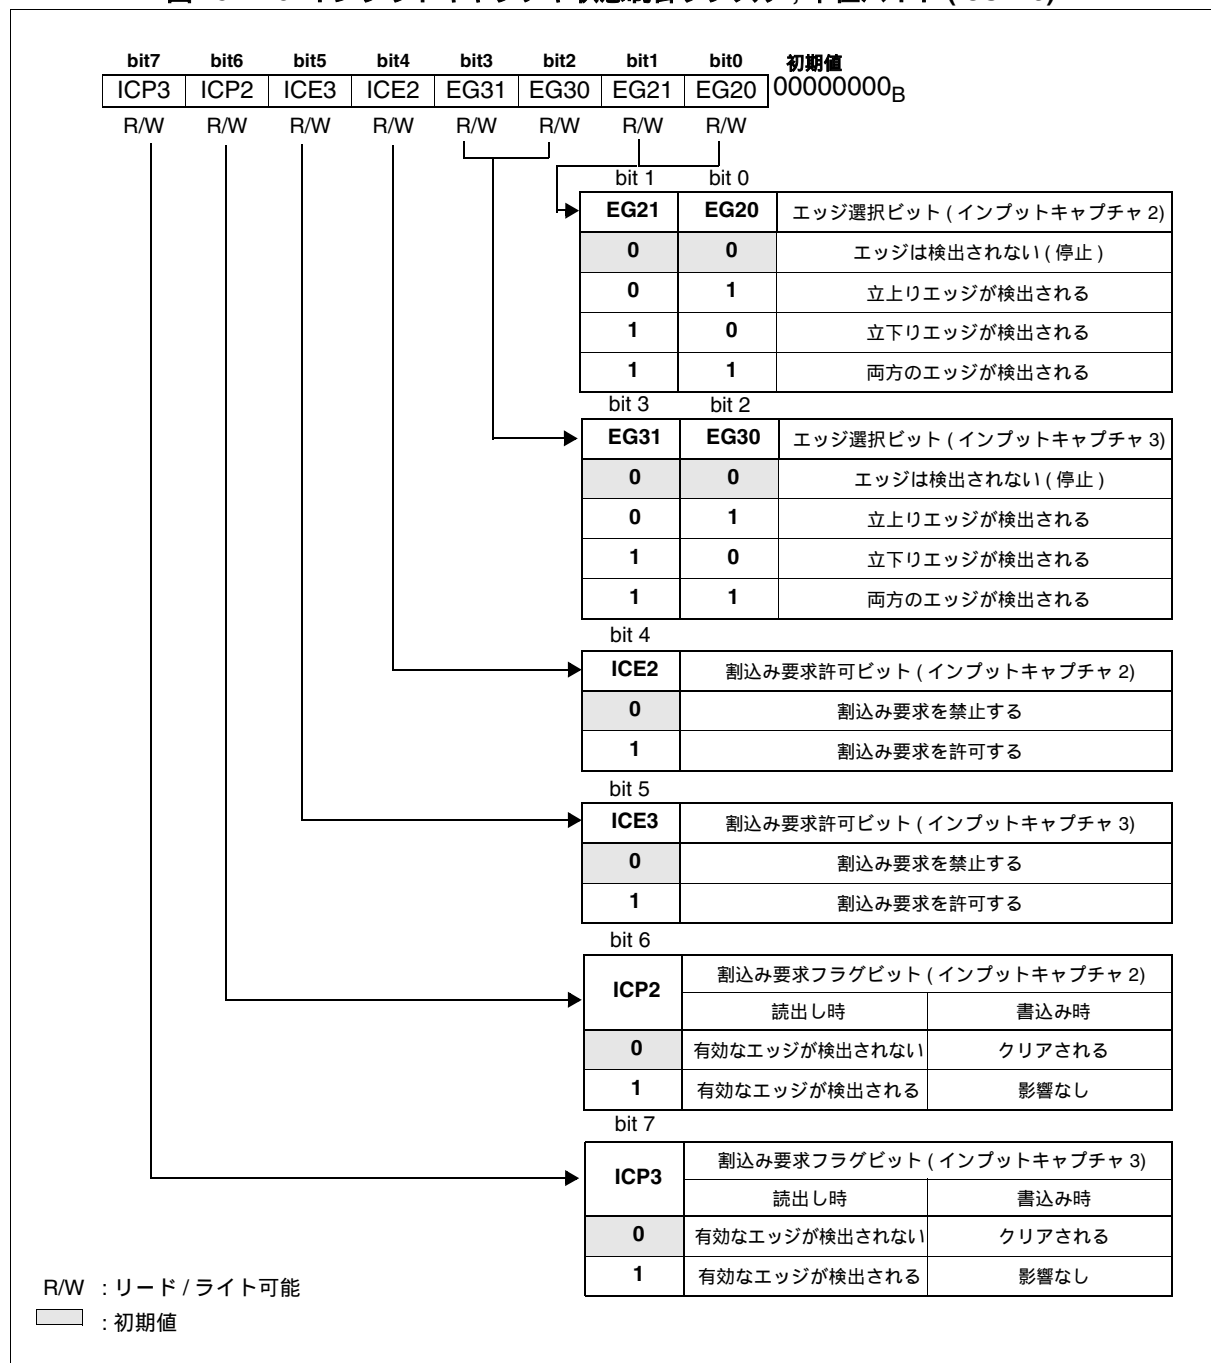 bit7 bit6 bit5 bit4 bit3 bit2 bit1 bit0 初期値
ICP3 ICP2 ICE3 ICE2 EG31 EG30 EG21 EG20 00000000B
R/W R/W R/W R/W R/W R/W R/W R/W
bit 1 bit 0
EG21 EG20 エッジ選択ビット ( インプットキャプチャ 2)
0 0 エッジは検出されない ( 停止 )
0 1 立上りエッジが検出される
1 0 立下りエッジが検出される
1 1 両方のエッジが検出される
bit 3 bit 2
EG31 EG30 エッジ選択ビット ( インプットキャプチャ 3)
0 0 エッジは検出されない ( 停止 )
0 1 立上りエッジが検出される
1 0 立下りエッジが検出される
1 1 両方のエッジが検出される
bit 4
ICE2 割込み要求許可ビット ( インプットキャプチャ 2)
0 割込み要求を禁止する
1 割込み要求を許可する
bit 5
ICE3 割込み要求許可ビット ( インプットキャプチャ 3)
0 割込み要求を禁止する
1 割込み要求を許可する
bit 6
ICP2 割込み要求フラグビット ( インプットキャプチャ 2)
読出し時 書込み時
0 有効なエッジが検出されない クリアされる
1 有効なエッジが検出される 影響なし
bit 7
ICP3 割込み要求フラグビット ( インプットキャプチャ 3)
読出し時 書込み時
0 有効なエッジが検出されない クリアされる
1 有効なエッジが検出される 影響なし
R/W : リード / ライト可能
: 初期値